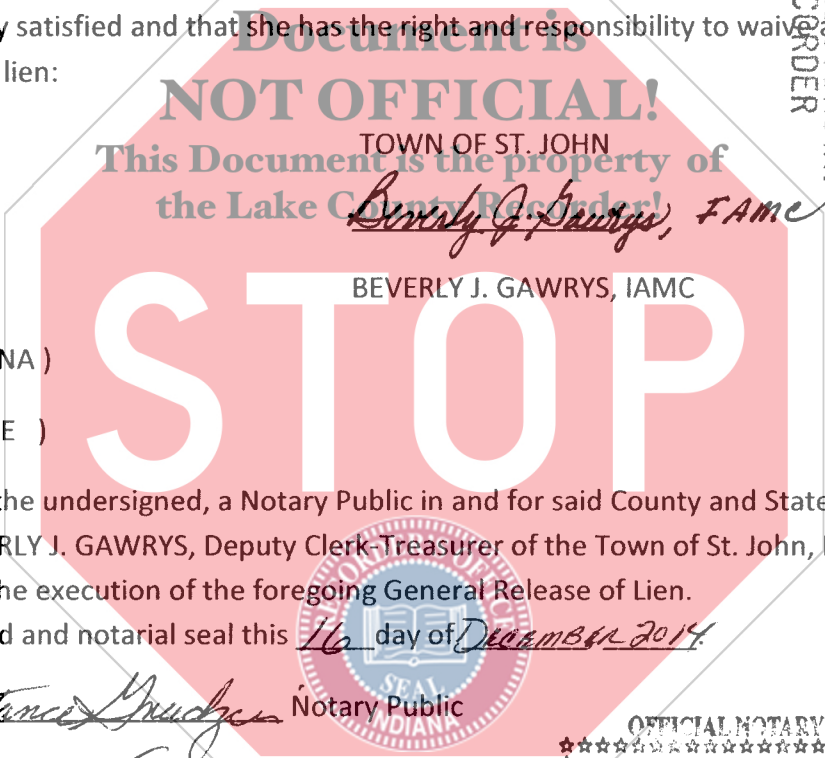 y satisfied and that she has the right and responsibility to waive
lien:
Document is
NOT OFFICIAL!
This Document is the property of
the Lake County Recorder!
TOWN OF ST. JOHN
Beverly J. Gawrys, IAMC
BEVERLY J. GAWRYS, IAMC
STOP
NA )
E )
the undersigned, a Notary Public in and for said County and State
RLY J. GAWRYS, Deputy Clerk-Treasurer of the Town of St. John,
he execution of the foregoing General Release of Lien.
d and notarial seal this 16 day of December 2014.
Notary Public
SEAL
INDIANA
OFFICIAL NOTARY
CORDER